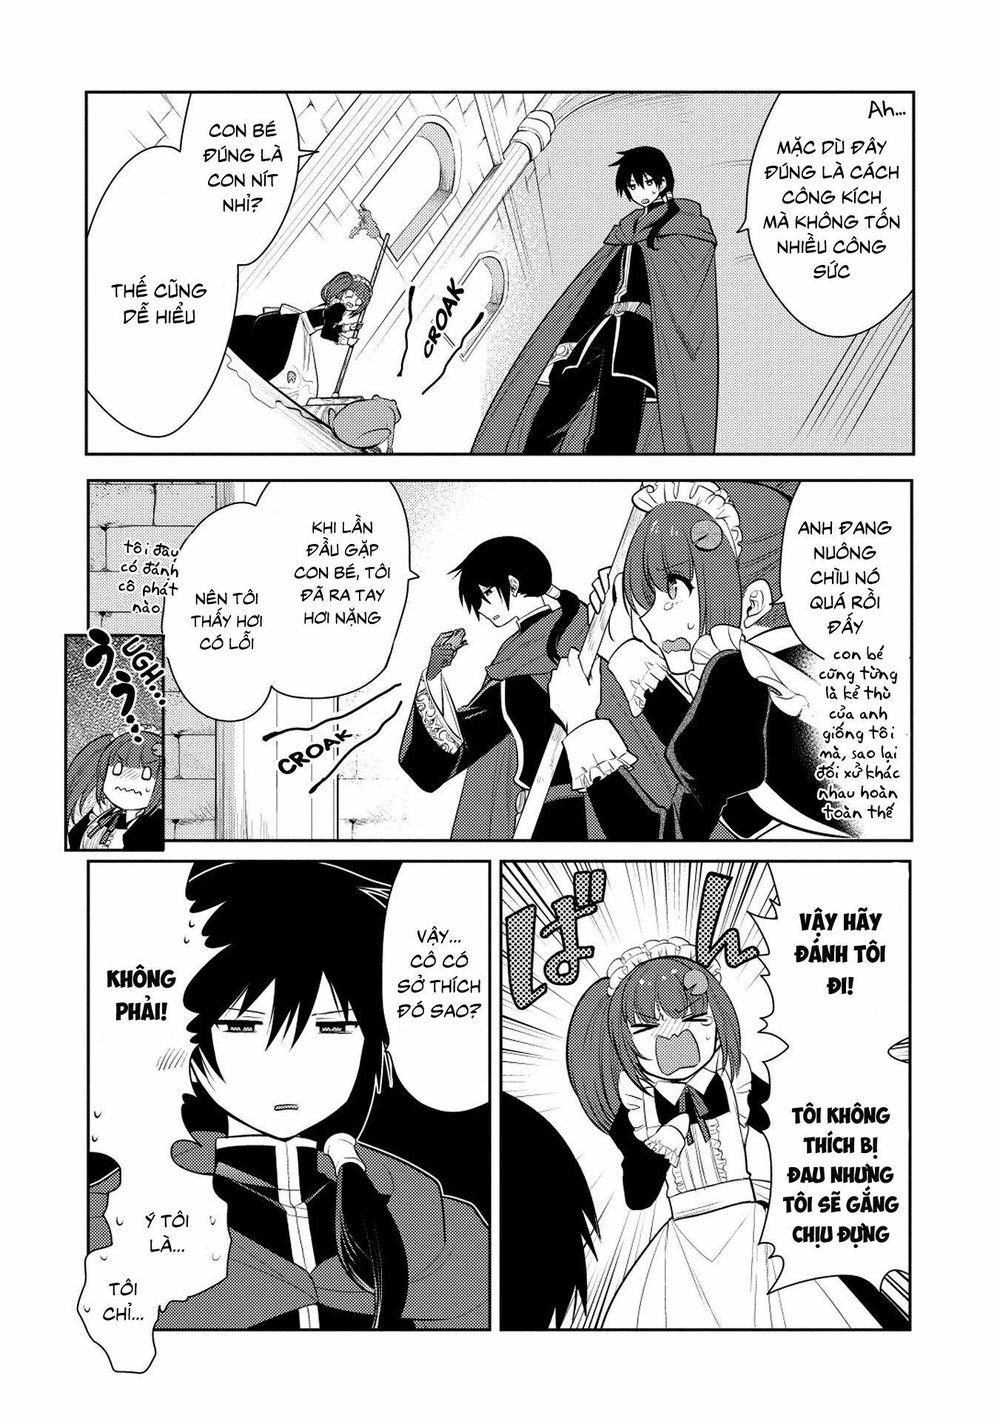 Ah...
MẶC DÙ ĐÂY
ĐÚNG LÀ CÁCH
CÔNG KÍCH
MÀ KHÔNG TỐN
NHIỀU CÔNG
SỨC
CON BÉ
ĐÚNG LÀ
CON NÍT
NHỈ?
THẾ CŨNG
DỄ HIỂU
CROAK
ANH ĐANG
NUÔNG
CHÌU NÓ
QUÁ RỒI
ĐẤY
con bé
cũng từng
là kẻ thù
của anh
giống tôi
mà, sao lại
đối xử khác
nhau hoàn
toàn thế
KHI LẦN
ĐẦU GẶP
CON BÉ, TÔI
ĐÃ RA TAY
HƠI NẶNG
NÊN TÔI
THẤY HƠI
CÓ LỖI
CROAK
tôi đâu
có đánh
cô phát
nào
UGH...
うう...
VẬY HÃY
ĐÁNH TÔI
ĐI!
ばん
TÔI KHÔNG
THÍCH BỊ
ĐAU NHƯNG
TÔI SẼ GẮNG
CHỊU ĐỰNG
VẬY...
CÔ CÓ
SỞ THÍCH
ĐÓ SAO?
KHÔNG
PHẢI!
Ý TÔI
LÀ...
TÔI
CHỈ...